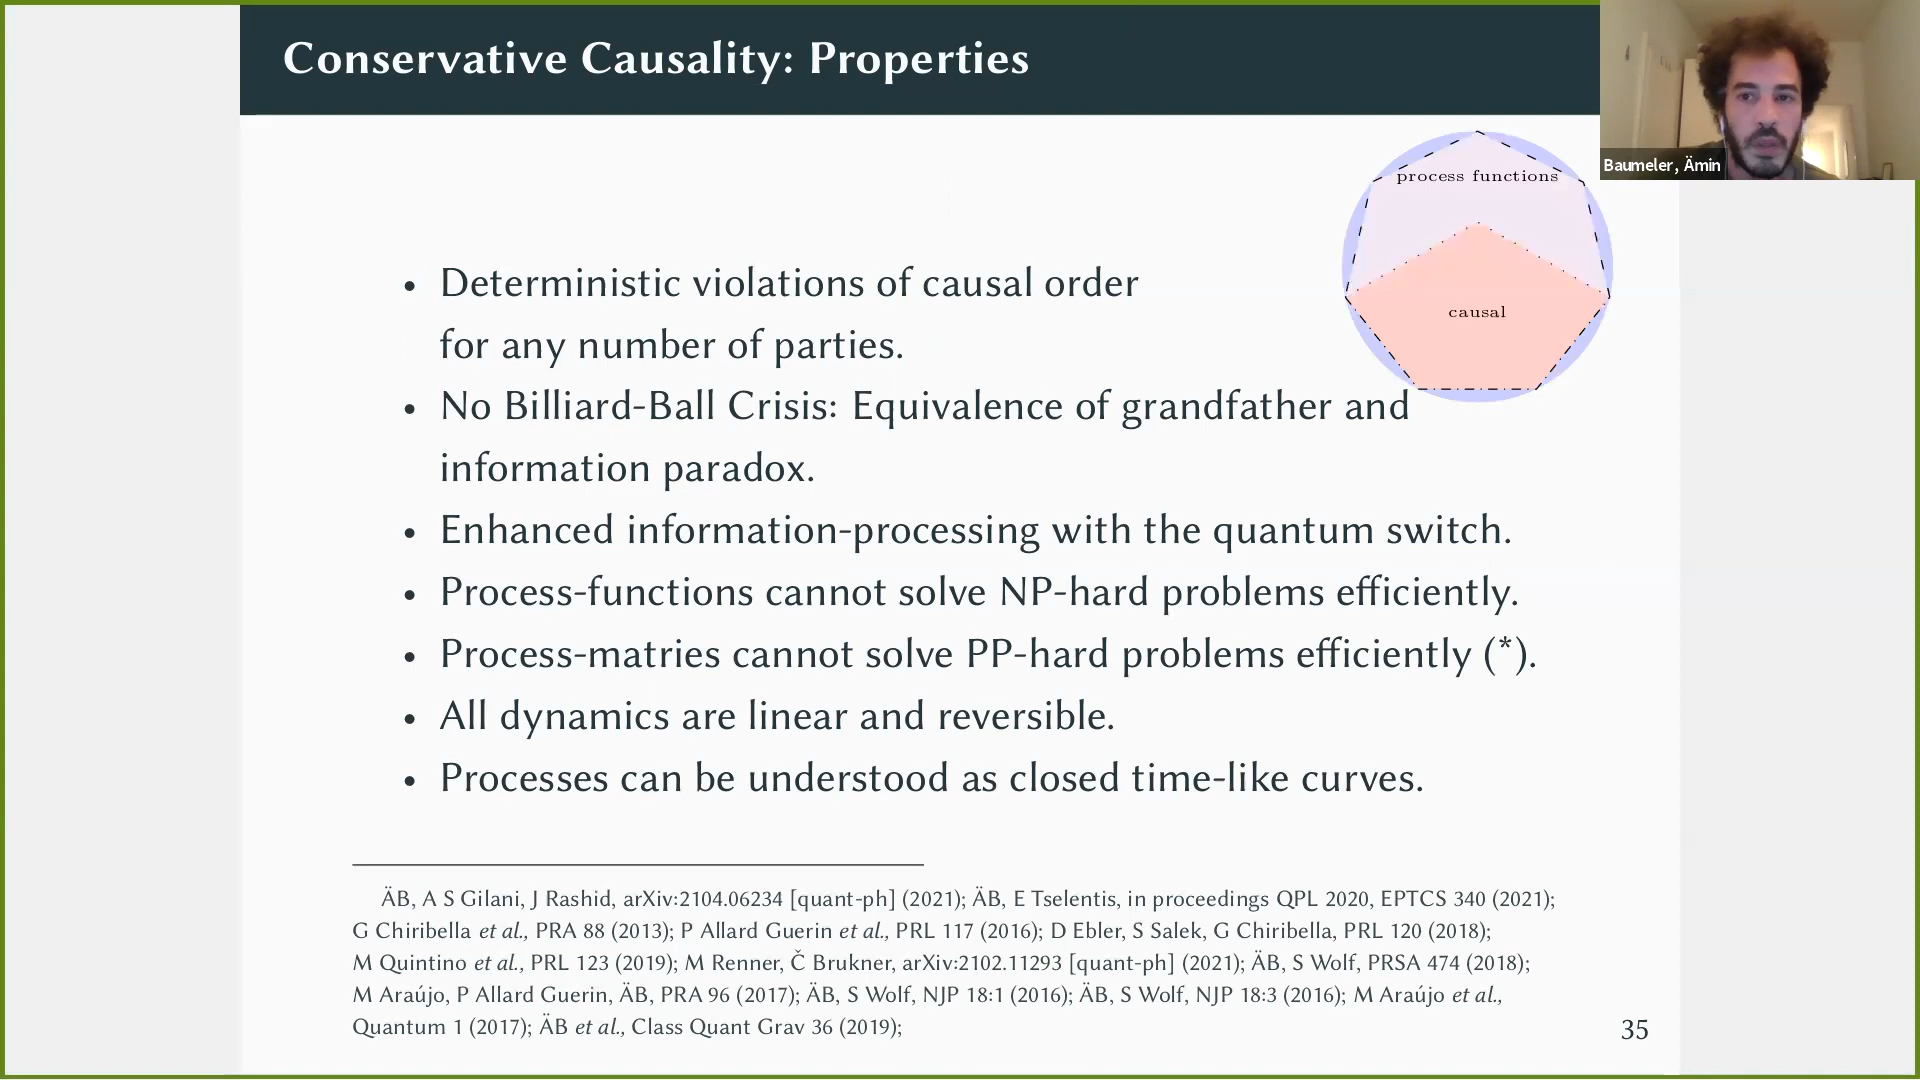 Conservative Causality: Properties
Baumeler, Ämin
process functions
causal
• Deterministic violations of causal order
for any number of parties.
• No Billiard-Ball Crisis: Equivalence of grandfather and
information paradox.
• Enhanced information-processing with the quantum switch.
• Process-functions cannot solve NP-hard problems efficiently.
• Process-matries cannot solve PP-hard problems efficiently (*).
• All dynamics are linear and reversible.
• Processes can be understood as closed time-like curves.
ÄB, A S Gilani, J Rashid, arXiv:2104.06234 [quant-ph] (2021); ÄB, E Tselentis, in proceedings QPL 2020, EPTCS 340 (2021);
G Chiribella et al., PRA 88 (2013); P Allard Guerin et al., PRL 117 (2016); D Ebler, S Salek, G Chiribella, PRL 120 (2018);
M Quintino et al., PRL 123 (2019); M Renner, Č Brukner, arXiv:2102.11293 [quant-ph] (2021); ÄB, S Wolf, PRSA 474 (2018);
M Araújo, P Allard Guerin, ÄB, PRA 96 (2017); ÄB, S Wolf, NJP 18:1 (2016); ÄB, S Wolf, NJP 18:3 (2016); M Araújo et al.,
Quantum 1 (2017); ÄB et al., Class Quant Grav 36 (2019);
35